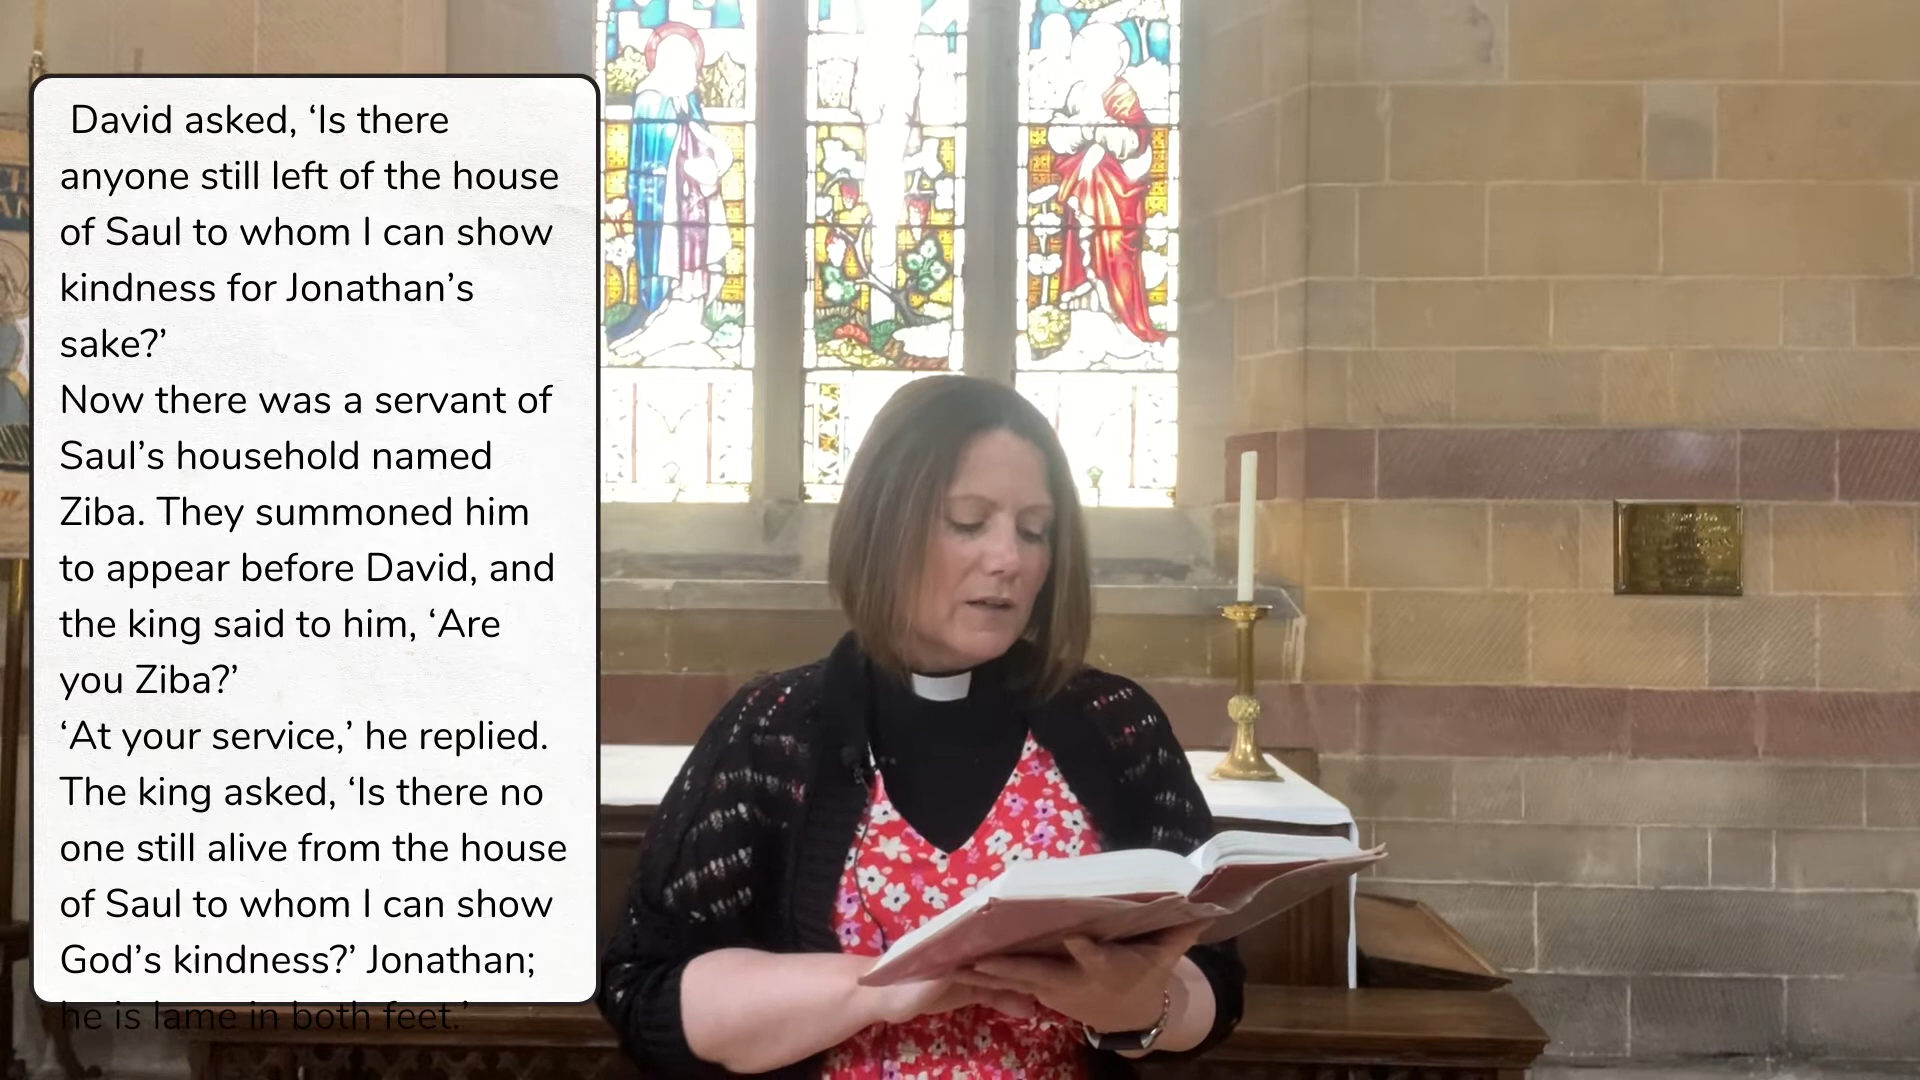 David asked, ‘Is there
anyone still left of the house
of Saul to whom I can show
kindness for Jonathan’s
sake?’
Now there was a servant of
Saul’s household named
Ziba. They summoned him
to appear before David, and
the king said to him, ‘Are
you Ziba?’
‘At your service,’ he replied.
The king asked, ‘Is there no
one still alive from the house
of Saul to whom I can show
God’s kindness?’ Jonathan;
he is lame in both feet.’